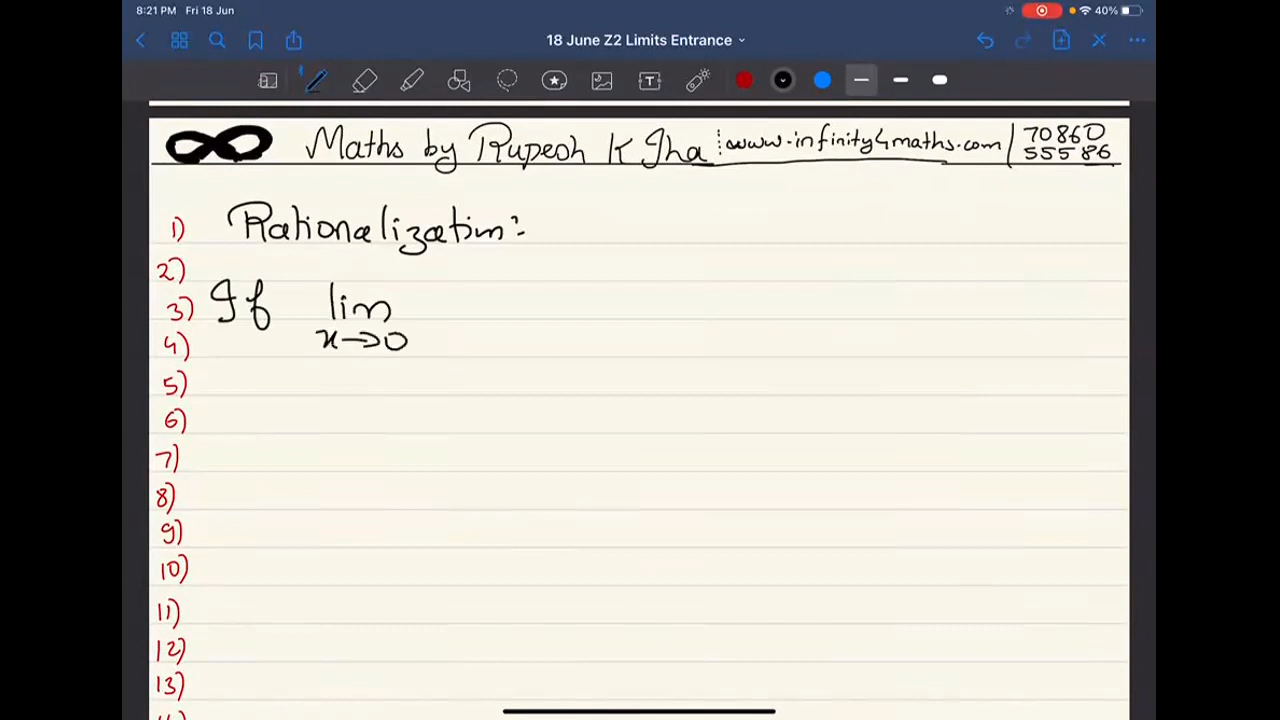 8:21 PM Fri 18 Jun
40%
18 June Z2 Limits Entrance
Maths by Rupesh K Jha www.infinity4maths.com 70860
55586
1) Rationalization:
2)
3) If lim
4) x→0
5)
6)
7)
8)
9)
10)
11)
12)
13)